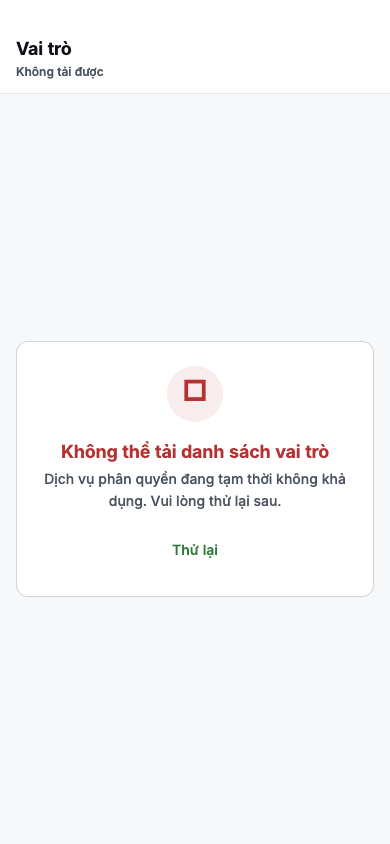 Vai trò
Không tải được
Không thể tải danh sách vai trò
Dịch vụ phân quyền đang tạm thời không khả
dụng. Vui lòng thử lại sau.
Thử lại